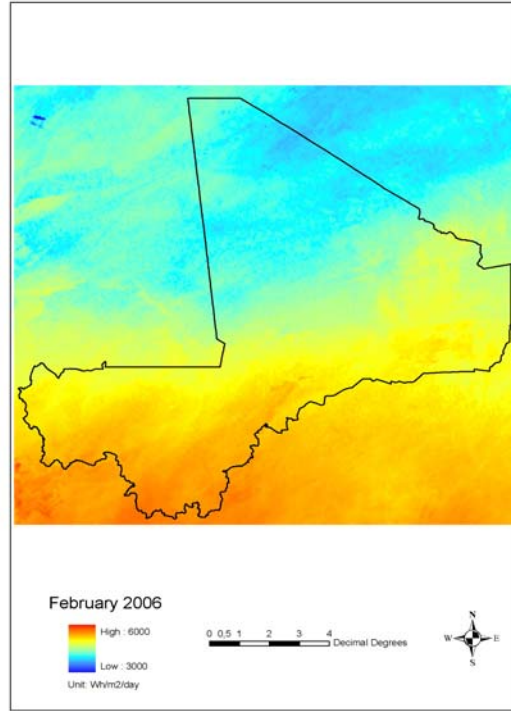 February 2006
High : 6000
Low : 3000
Unit: Wh/m2/day
0 0,5 1 2 3 4
Decimal Degrees
N
W E
S